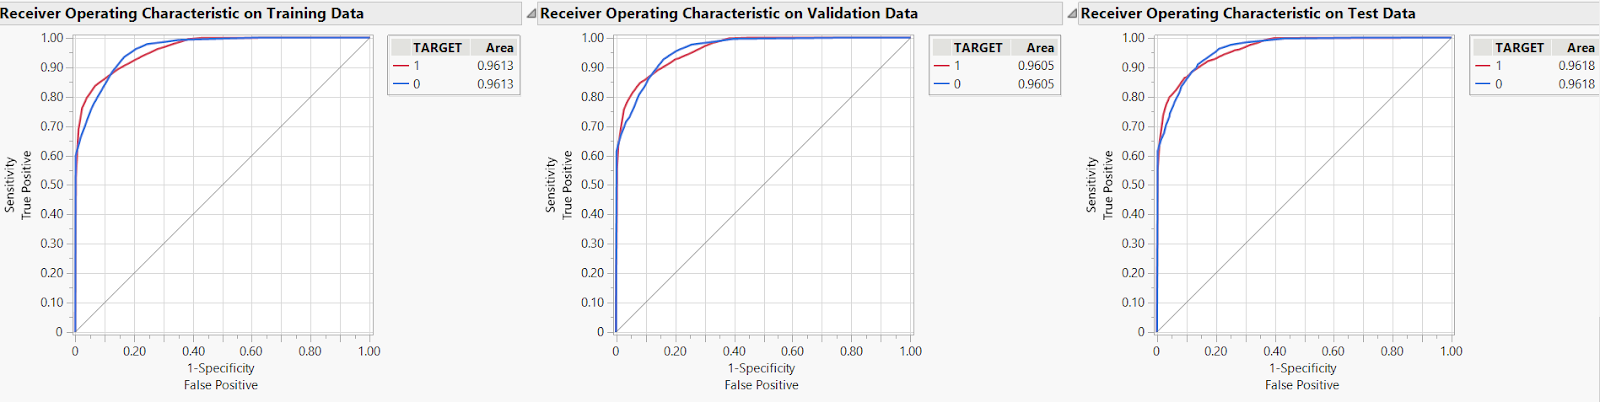 Receiver Operating Characteristic on Training Data
TARGET Area
1 0.9613
0 0.9613
1.00
0.90
0.80
0.70
0.60
0.50
0.40
0.30
0.20
0.10
0
Sensitivity
True Positive
0 0.20 0.40 0.60 0.80 1.00
1-Specificity
False Positive
Receiver Operating Characteristic on Validation Data
TARGET Area
1 0.9605
0 0.9605
1.00
0.90
0.80
0.70
0.60
0.50
0.40
0.30
0.20
0.10
0
Sensitivity
True Positive
0 0.20 0.40 0.60 0.80 1.00
1-Specificity
False Positive
Receiver Operating Characteristic on Test Data
TARGET Area
1 0.9618
0 0.9618
1.00
0.90
0.80
0.70
0.60
0.50
0.40
0.30
0.20
0.10
0
Sensitivity
True Positive
0 0.20 0.40 0.60 0.80 1.00
1-Specificity
False Positive